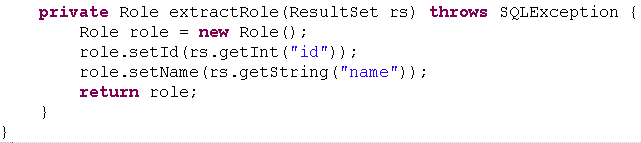 private Role extractRole(ResultSet rs) throws SQLException {
Role role = new Role();
role.setId(rs.getInt("id"));
role.setName(rs.getString("name"));
return role;
}
}